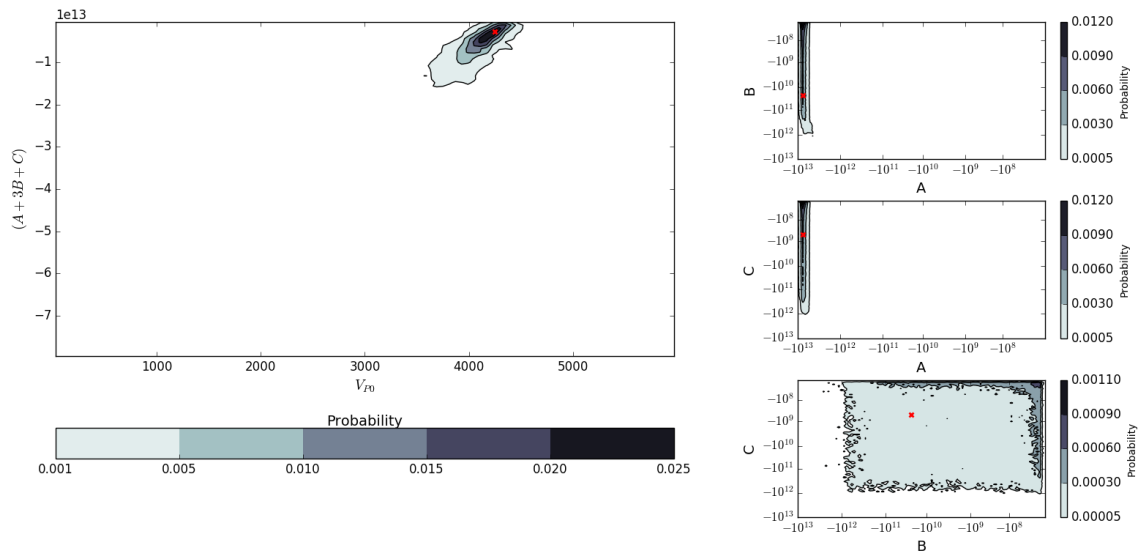 1e13
−1
−2
−3
−4
−5
−6
−7
(A + 3B + C)
1000 2000 3000 4000 5000
V_{P0}
Probability
0.001 0.005 0.010 0.015 0.020 0.025
−10^8
−10^9
−10^10
−10^11
−10^12
−10^13
B
−10^13 −10^12 −10^11 −10^10 −10^9 −10^8
A
0.0120
0.0090
0.0060
0.0030
0.0005
Probability
−10^8
−10^9
−10^10
−10^11
−10^12
−10^13
C
−10^13 −10^12 −10^11 −10^10 −10^9 −10^8
A
0.0120
0.0090
0.0060
0.0030
0.0005
Probability
−10^8
−10^9
−10^10
−10^11
−10^12
−10^13
C
−10^13 −10^12 −10^11 −10^10 −10^9 −10^8
B
0.00110
0.00090
0.00060
0.00030
0.00005
Probability